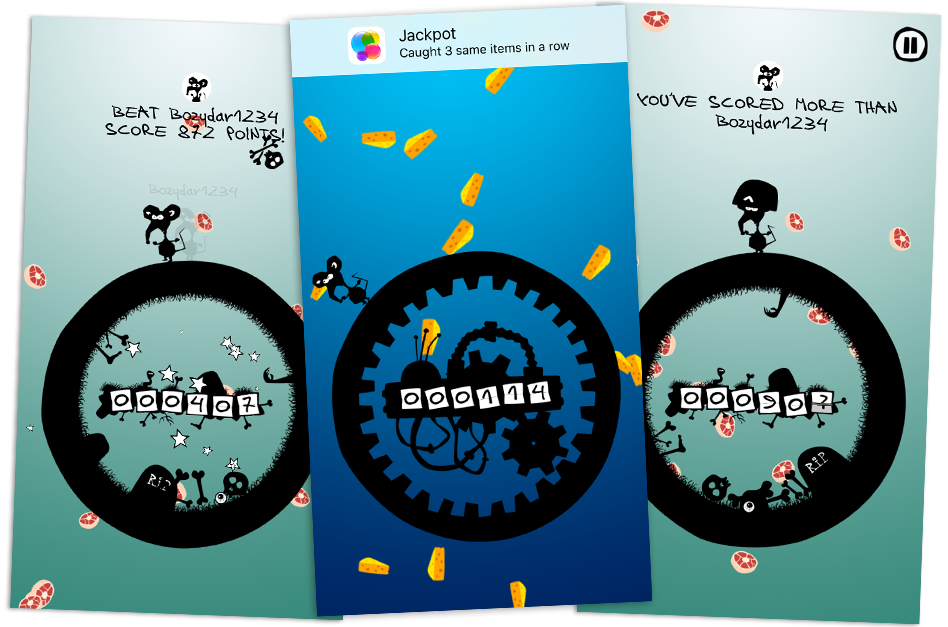 BEAT Bozydar1234
SCORE 872 POINTS!
Bozydar1234
000407
RIP
Jackpot
Caught 3 same items in a row
000114
YOU'VE SCORED MORE THAN
Bozydar1234
00090
RIP